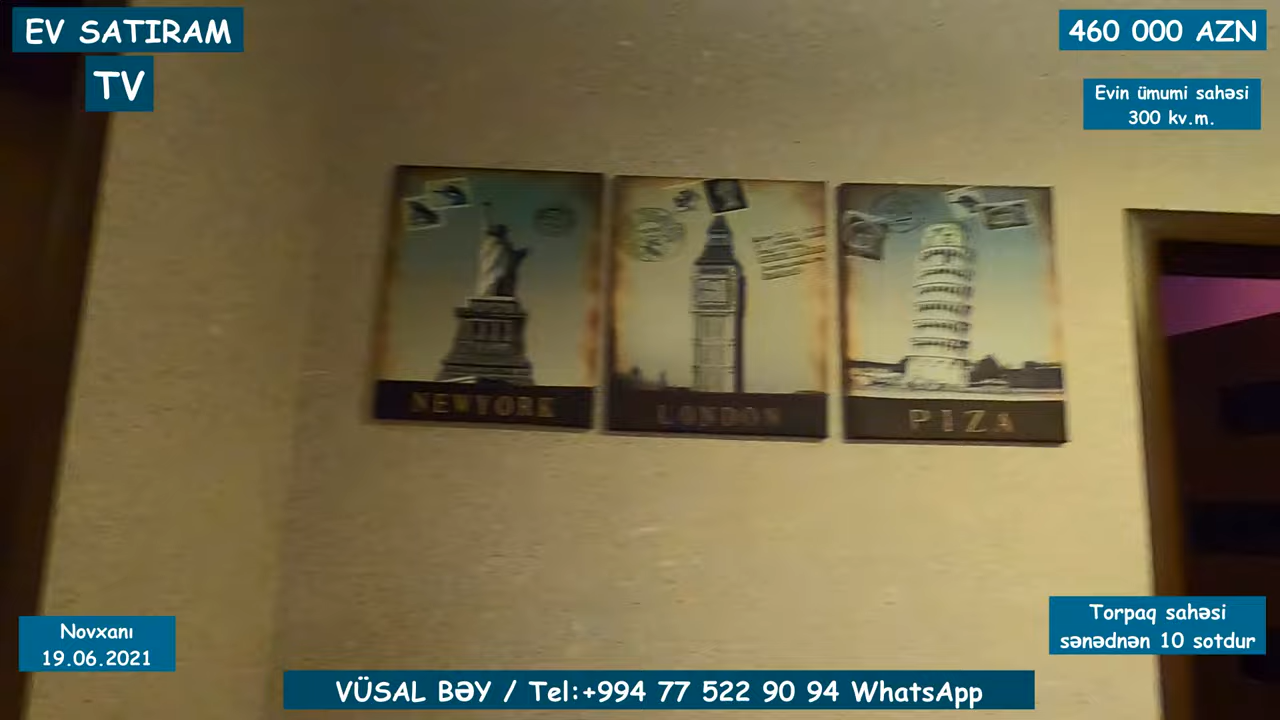 EV SATIRAM
TV
460 000 AZN
Evin ümumi sahəsi
300 kv.m.
NEWYORK
LONDON
PIZA
Novxanı
19.06.2021
Torpaq sahəsi
sənədnən 10 sotdur
VÜSAL BƏY / Tel:+994 77 522 90 94 WhatsApp